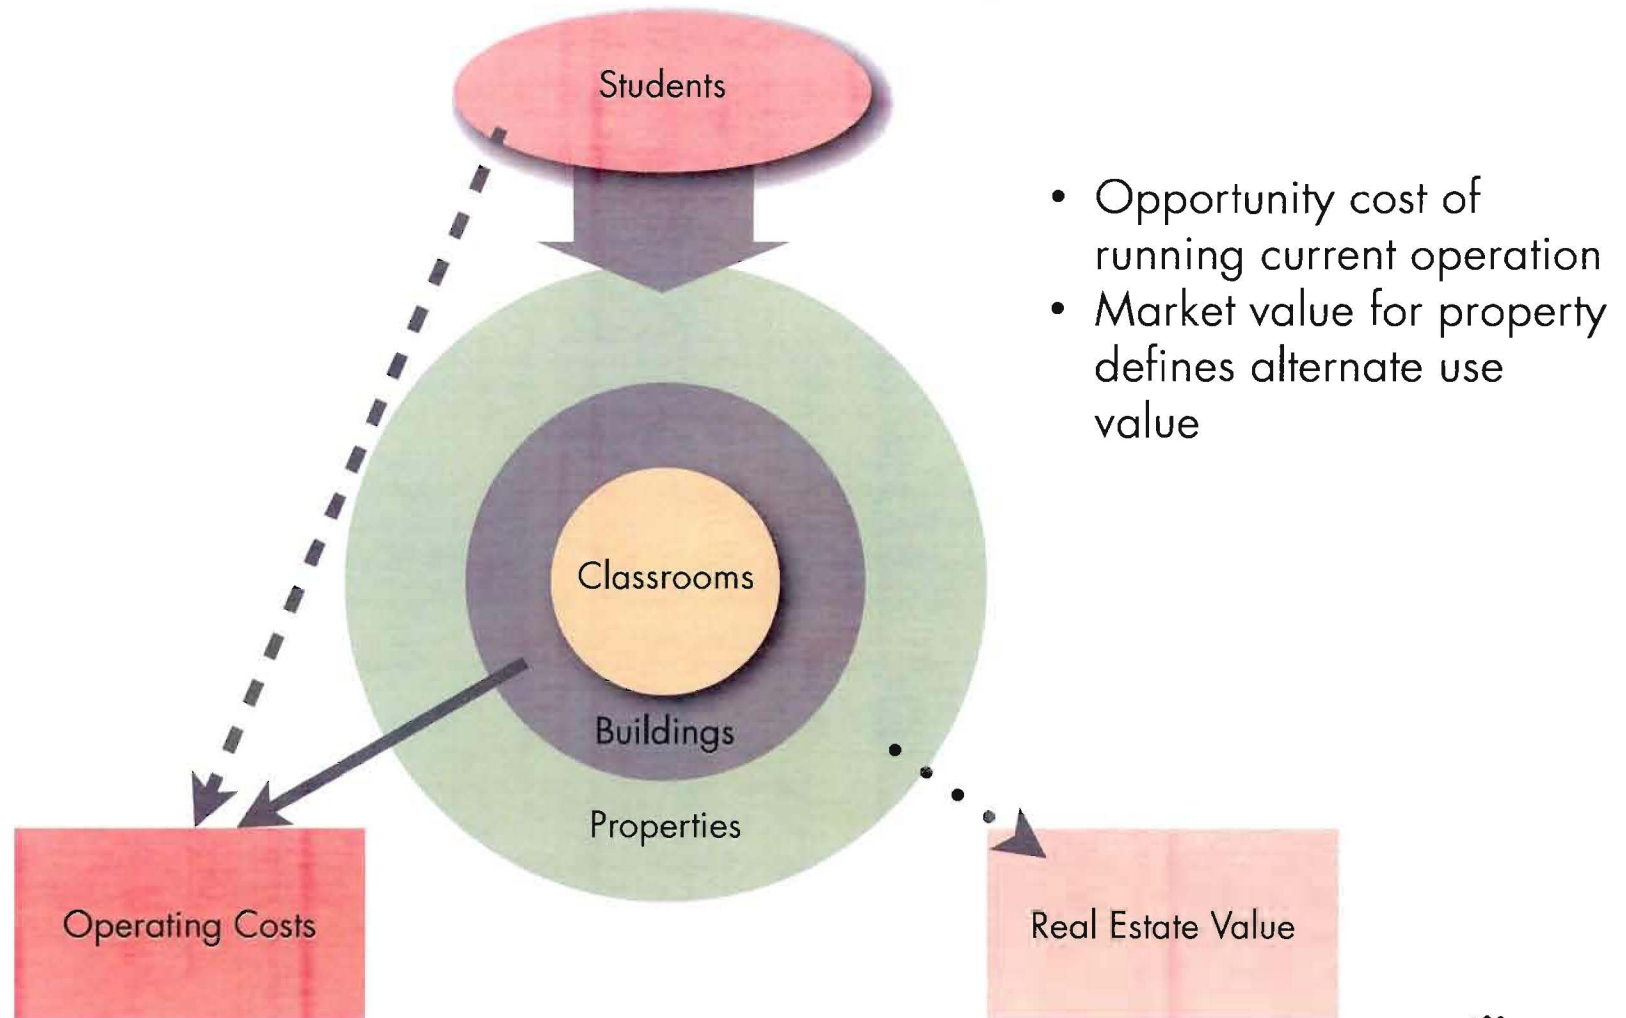 Students
• Opportunity cost of
running current operation
• Market value for property
defines alternate use
value
Classrooms
Buildings
Properties
Operating Costs
Real Estate Value